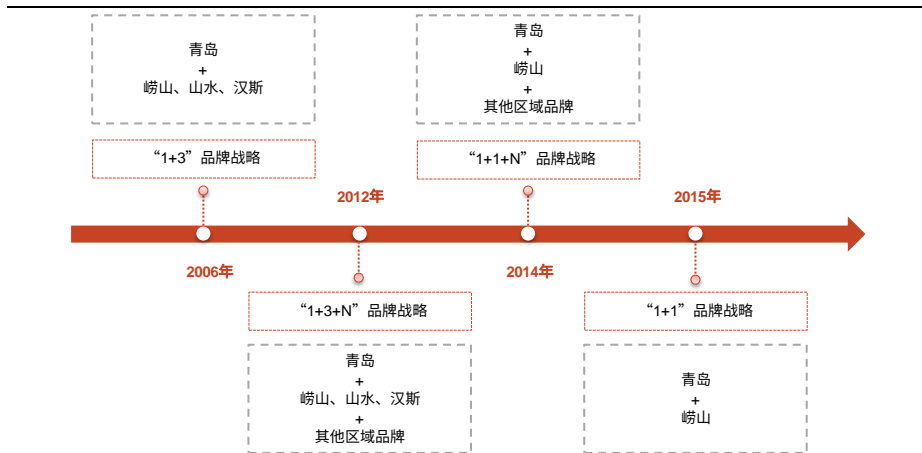 青岛
+
崂山、山水、汉斯
“1+3”品牌战略
2006年
2012年
“1+3+N”品牌战略
青岛
+
崂山、山水、汉斯
+
其他区域品牌
青岛
+
崂山
+
其他区域品牌
“1+1+N”品牌战略
2014年
2015年
“1+1”品牌战略
青岛
+
崂山